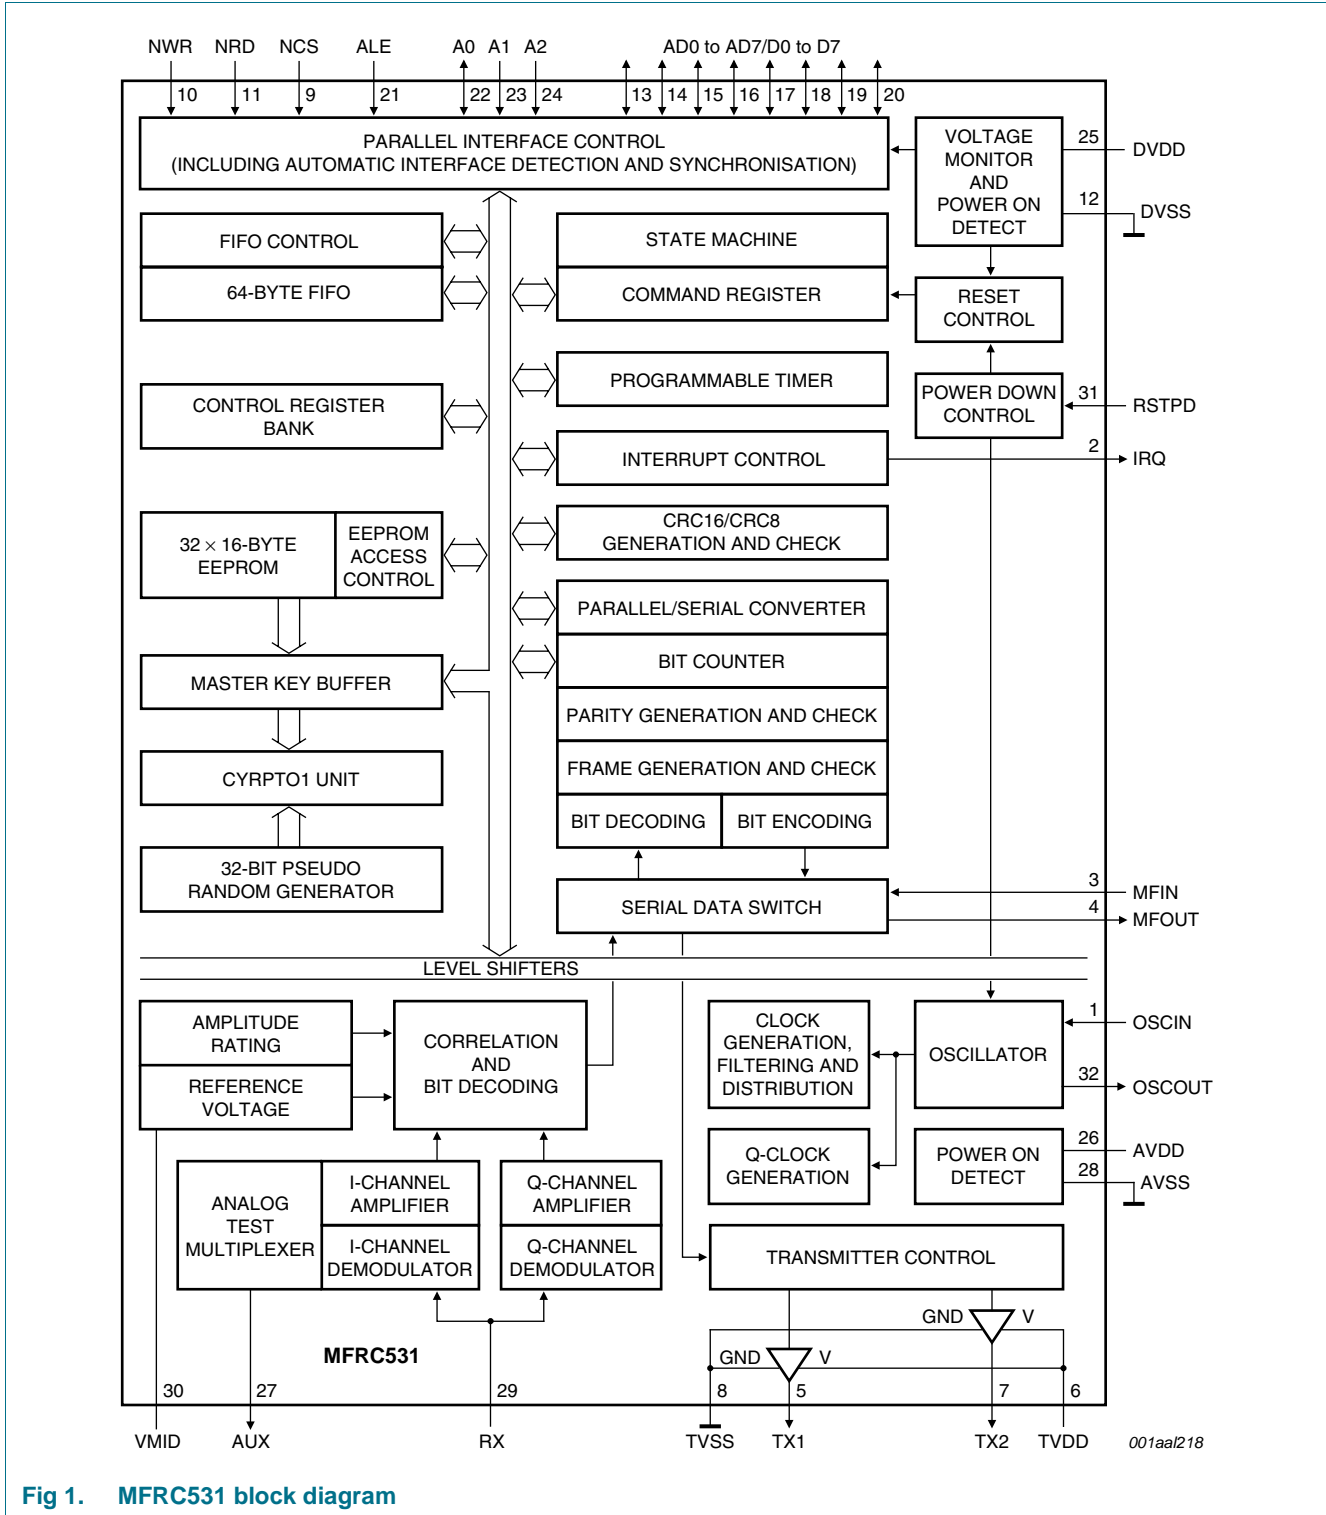 NWR NRD NCS ALE A0 A1 A2 AD0 to AD7/D0 to D7
10 11 9 21 22 23 24 13 14 15 16 17 18 19 20
PARALLEL INTERFACE CONTROL
(INCLUDING AUTOMATIC INTERFACE DETECTION AND SYNCHRONISATION)
VOLTAGE
MONITOR
AND
POWER ON
DETECT
25 DVDD
12 DVSS
FIFO CONTROL
64-BYTE FIFO
STATE MACHINE
COMMAND REGISTER
RESET
CONTROL
PROGRAMMABLE TIMER
CONTROL REGISTER
BANK
POWER DOWN
CONTROL
31 RSTPD
INTERRUPT CONTROL
2 IRQ
32 × 16-BYTE
EEPROM
EEPROM
ACCESS
CONTROL
CRC16/CRC8
GENERATION AND CHECK
PARALLEL/SERIAL CONVERTER
BIT COUNTER
MASTER KEY BUFFER
PARITY GENERATION AND CHECK
FRAME GENERATION AND CHECK
CYRPTO1 UNIT
BIT DECODING BIT ENCODING
32-BIT PSEUDO
RANDOM GENERATOR
SERIAL DATA SWITCH
3 MFIN
4 MFOUT
LEVEL SHIFTERS
AMPLITUDE
RATING
REFERENCE
VOLTAGE
CORRELATION
AND
BIT DECODING
CLOCK
GENERATION,
FILTERING AND
DISTRIBUTION
OSCILLATOR
1 OSCIN
32 OSCOUT
Q-CLOCK
GENERATION
POWER ON
DETECT
26 AVDD
28 AVSS
ANALOG
TEST
MULTIPLEXER
I-CHANNEL
AMPLIFIER
I-CHANNEL
DEMODULATOR
Q-CHANNEL
AMPLIFIER
Q-CHANNEL
DEMODULATOR
TRANSMITTER CONTROL
GND V
GND V
MFRC531
30 27 29 8 5 7 6
VMID AUX RX TVSS TX1 TX2 TVDD
001aal218
Fig 1. MFRC531 block diagram